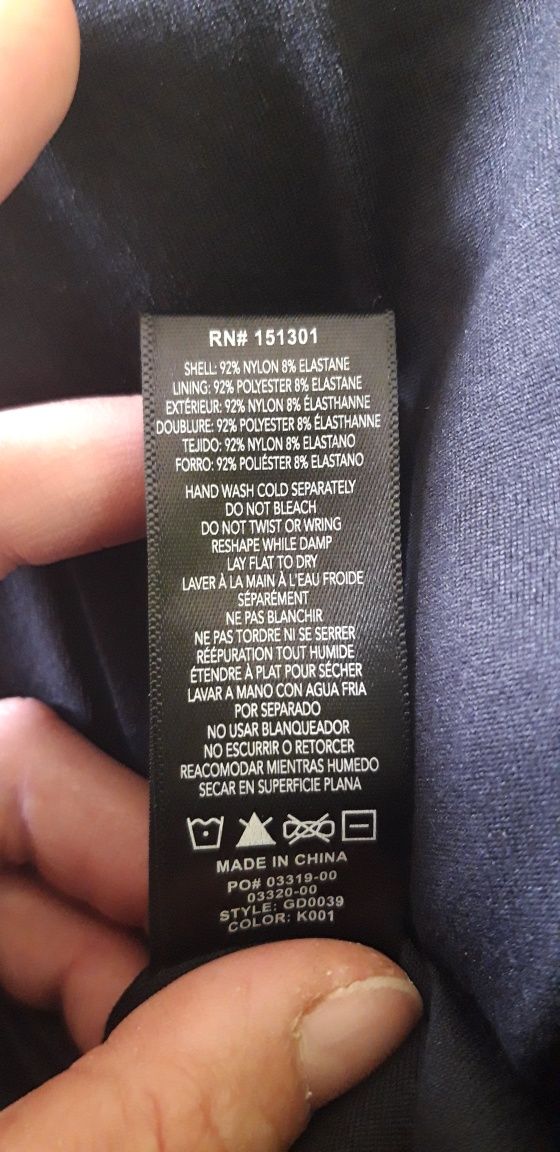 RN# 151301
SHELL: 92% NYLON 8% ELASTANE
LINING: 92% POLYESTER 8% ELASTANE
EXTÉRIEUR: 92% NYLON 8% ÉLASTHANNE
DOUBLURE: 92% POLYESTER 8% ÉLASTHANNE
TEJIDO: 92% NYLON 8% ELASTANO
FORRO: 92% POLIÉSTER 8% ELASTANO
HAND WASH COLD SEPARATELY
DO NOT BLEACH
DO NOT TWIST OR WRING
RESHAPE WHILE DAMP
LAY FLAT TO DRY
LAVER À LA MAIN À L'EAU FROIDE
SÉPARÉMENT
NE PAS BLANCHIR
NE PAS TORDRE NI SE SERRER
RÉÉPURATION TOUT HUMIDE
ÉTENDRE À PLAT POUR SÉCHER
LAVAR A MANO CON AGUA FRIA
POR SEPARADO
NO USAR BLANQUEADOR
NO ESCURRIR O RETORCER
REACOMODAR MIENTRAS HUMEDO
SECAR EN SUPERFICIE PLANA
MADE IN CHINA
PO# 03319-00
03320-00
STYLE: GD0039
COLOR: K001